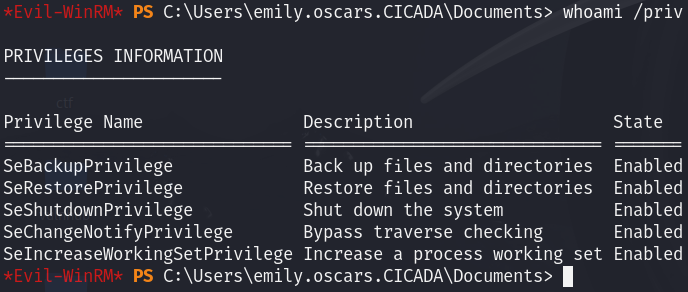 *Evil-WinRM* PS C:\Users\emily.oscars.CICADA\Documents> whoami /priv
PRIVILEGES INFORMATION
----------------------
Privilege Name Description State
============================= ============================== =======
SeBackupPrivilege Back up files and directories Enabled
SeRestorePrivilege Restore files and directories Enabled
SeShutdownPrivilege Shut down the system Enabled
SeChangeNotifyPrivilege Bypass traverse checking Enabled
SeIncreaseWorkingSetPrivilege Increase a process working set Enabled
*Evil-WinRM* PS C:\Users\emily.oscars.CICADA\Documents>
ctf